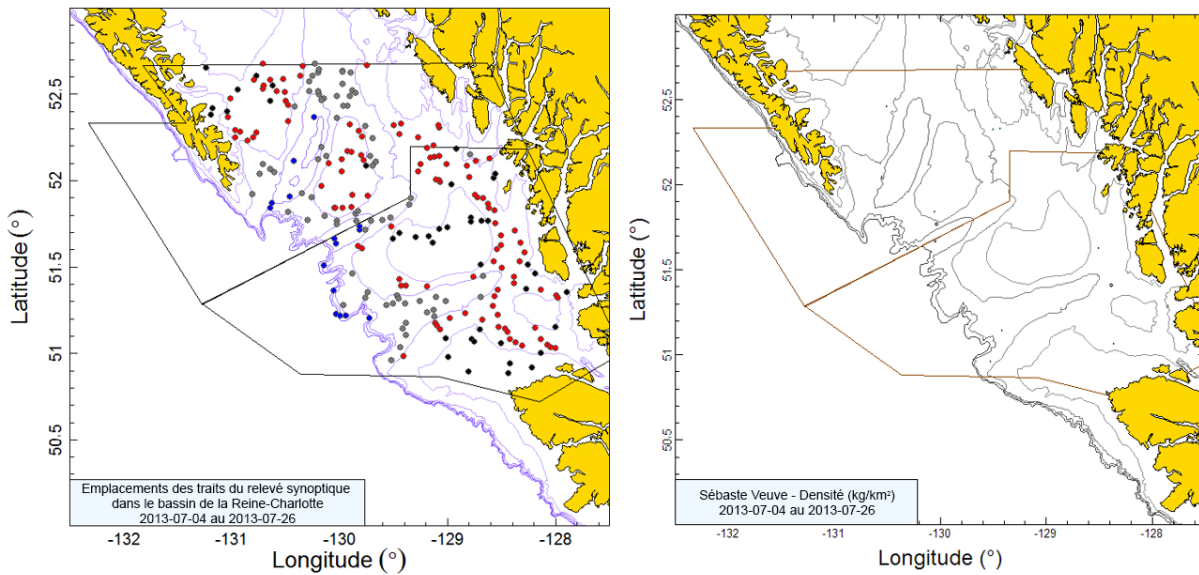 Latitude (°)
52.5
52
51.5
51
50.5
Emplacements des traits du relevé synoptique
dans le bassin de la Reine-Charlotte
2013-07-04 au 2013-07-26
-132
-131
-130
-129
-128
Longitude (°)
Latitude (°)
52.5
52
51.5
51
50.5
Sébaste Veuve - Densité (kg/km²)
2013-07-04 au 2013-07-26
-132
-131
-130
-129
-128
Longitude (°)